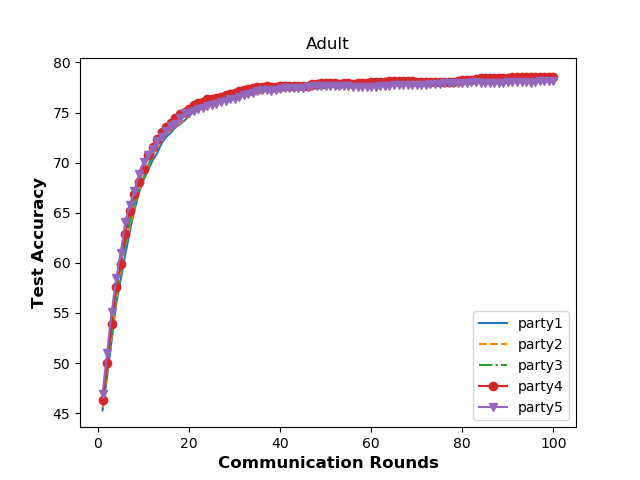 Adult
Test Accuracy
80
75
70
65
60
55
50
45
0 20 40 60 80 100
Communication Rounds
party1
party2
party3
party4
party5